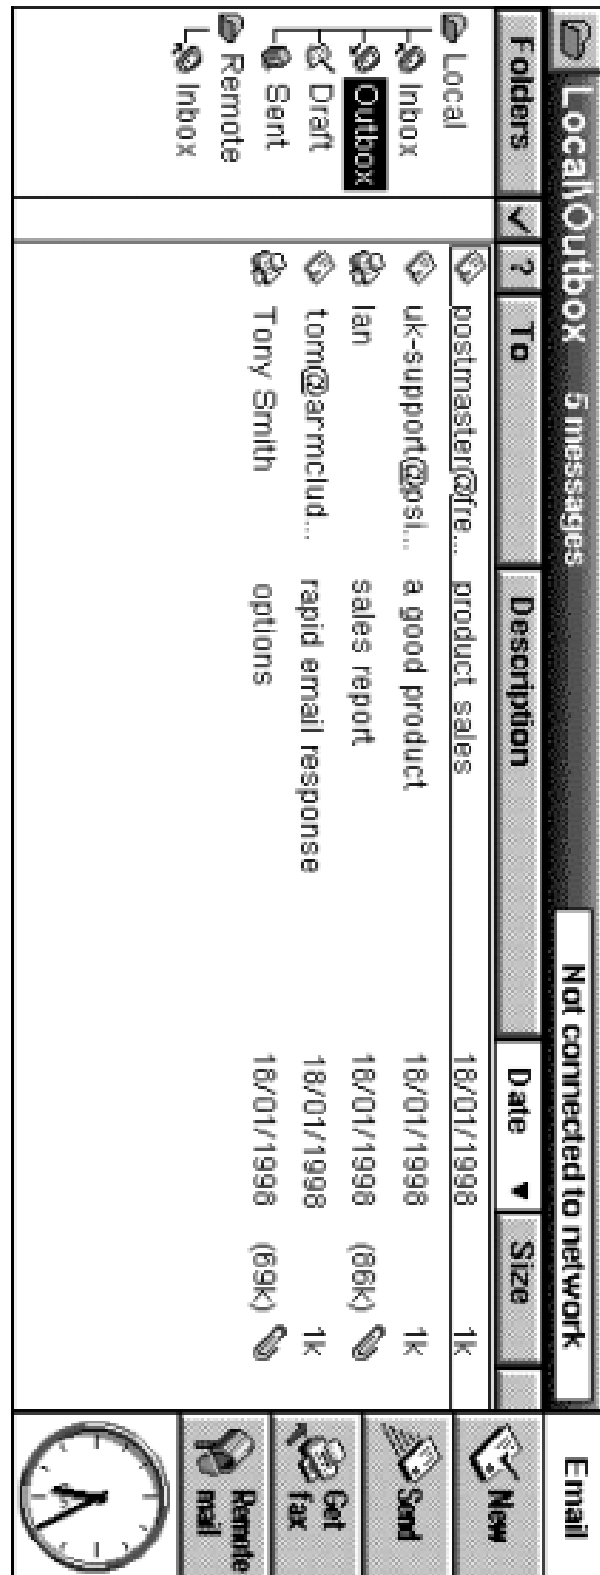 Local\Outbox 5 messages Not connected to network
Folders ? To Description Date Size
Local
Inbox
Outbox
Draft
Sent
Remote
Inbox
postmaster@fre... product sales 18/01/1998 1k
uk-support@psi... a good product 18/01/1998 1k
Ian sales report 18/01/1998 (86k)
tom@armclud... rapid email response 18/01/1998 1k
Tony Smith options 18/01/1998 (69k)
Email
New
Send
Get
fax
Remote
mail